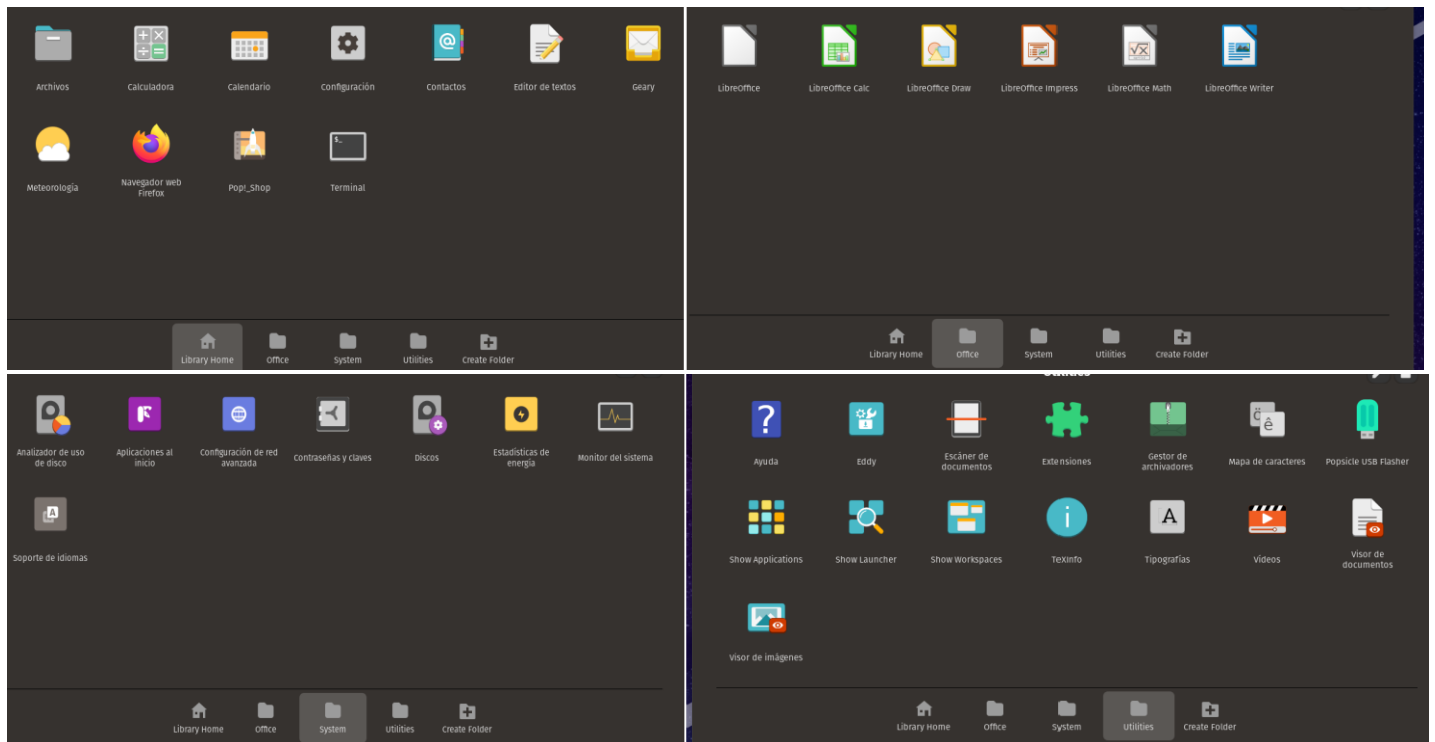 Archivos
Calculadora
Calendario
Configuración
Contactos
Editor de textos
Geary
Meteorología
Navegador web
Firefox
Pop!_Shop
Terminal
Library Home
Office
System
Utilities
Create Folder
LibreOffice
LibreOffice Calc
LibreOffice Draw
LibreOffice Impress
LibreOffice Math
LibreOffice Writer
Library Home
Office
System
Utilities
Create Folder
Analizador de uso
de disco
Aplicaciones al
inicio
Configuración de red
avanzada
Contraseñas y claves
Discos
Estadísticas de
energía
Monitor del sistema
Soporte de idiomas
Library Home
Office
System
Utilities
Create Folder
Utilities
Ayuda
Eddy
Escáner de
documentos
Extensiones
Gestor de
archivadores
Mapa de caracteres
Popsicle USB Flasher
Show Applications
Show Launcher
Show Workspaces
TeXInfo
Tipografías
Vídeos
Visor de
documentos
Visor de imágenes
Library Home
Office
System
Utilities
Create Folder